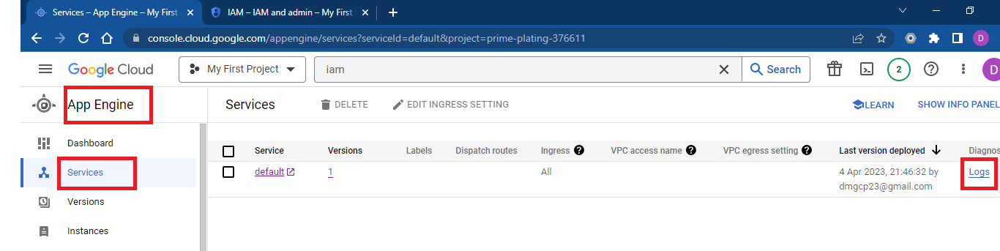 Services – App Engine – My First
IAM – IAM and admin – My First
console.cloud.google.com/appengine/services?serviceId=default&project=prime-plating-376611
D
Google Cloud
My First Project
iam
Search
2
D
App Engine
Services
DELETE
EDIT INGRESS SETTING
LEARN
SHOW INFO PANEL
Dashboard
Services
Versions
Instances
Service
Versions
Labels
Dispatch routes
Ingress
VPC access name
VPC egress setting
Last version deployed
Diagnos
default
1
All
4 Apr 2023, 21:46:32 by
dmgcp23@gmail.com
Logs